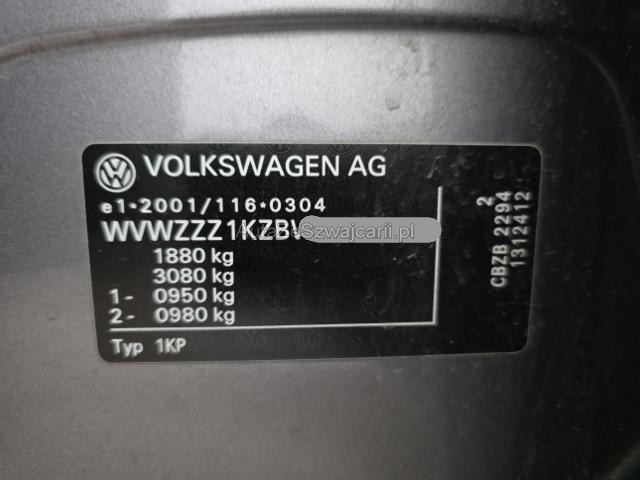 VOLKSWAGEN AG
e1*2001/116*0304
WVWZZZ1KZBV
1880 kg
3080 kg
1- 0950 kg
2- 0980 kg
Typ 1KP
2
CBZB 2294
1312412